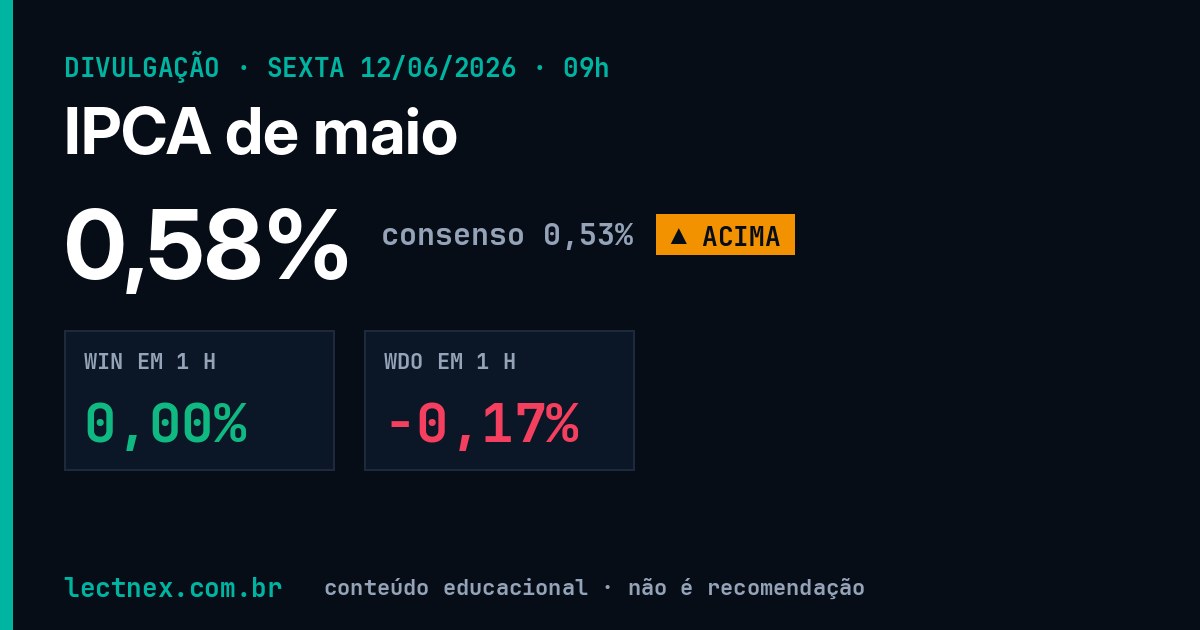 DIVULGAÇÃO · SEXTA 12/06/2026 · 09h
IPCA de maio
0,58% consenso 0,53% ▲ ACIMA
WIN EM 1 H
0,00%
WDO EM 1 H
-0,17%
lectnex.com.br conteúdo educacional · não é recomendação